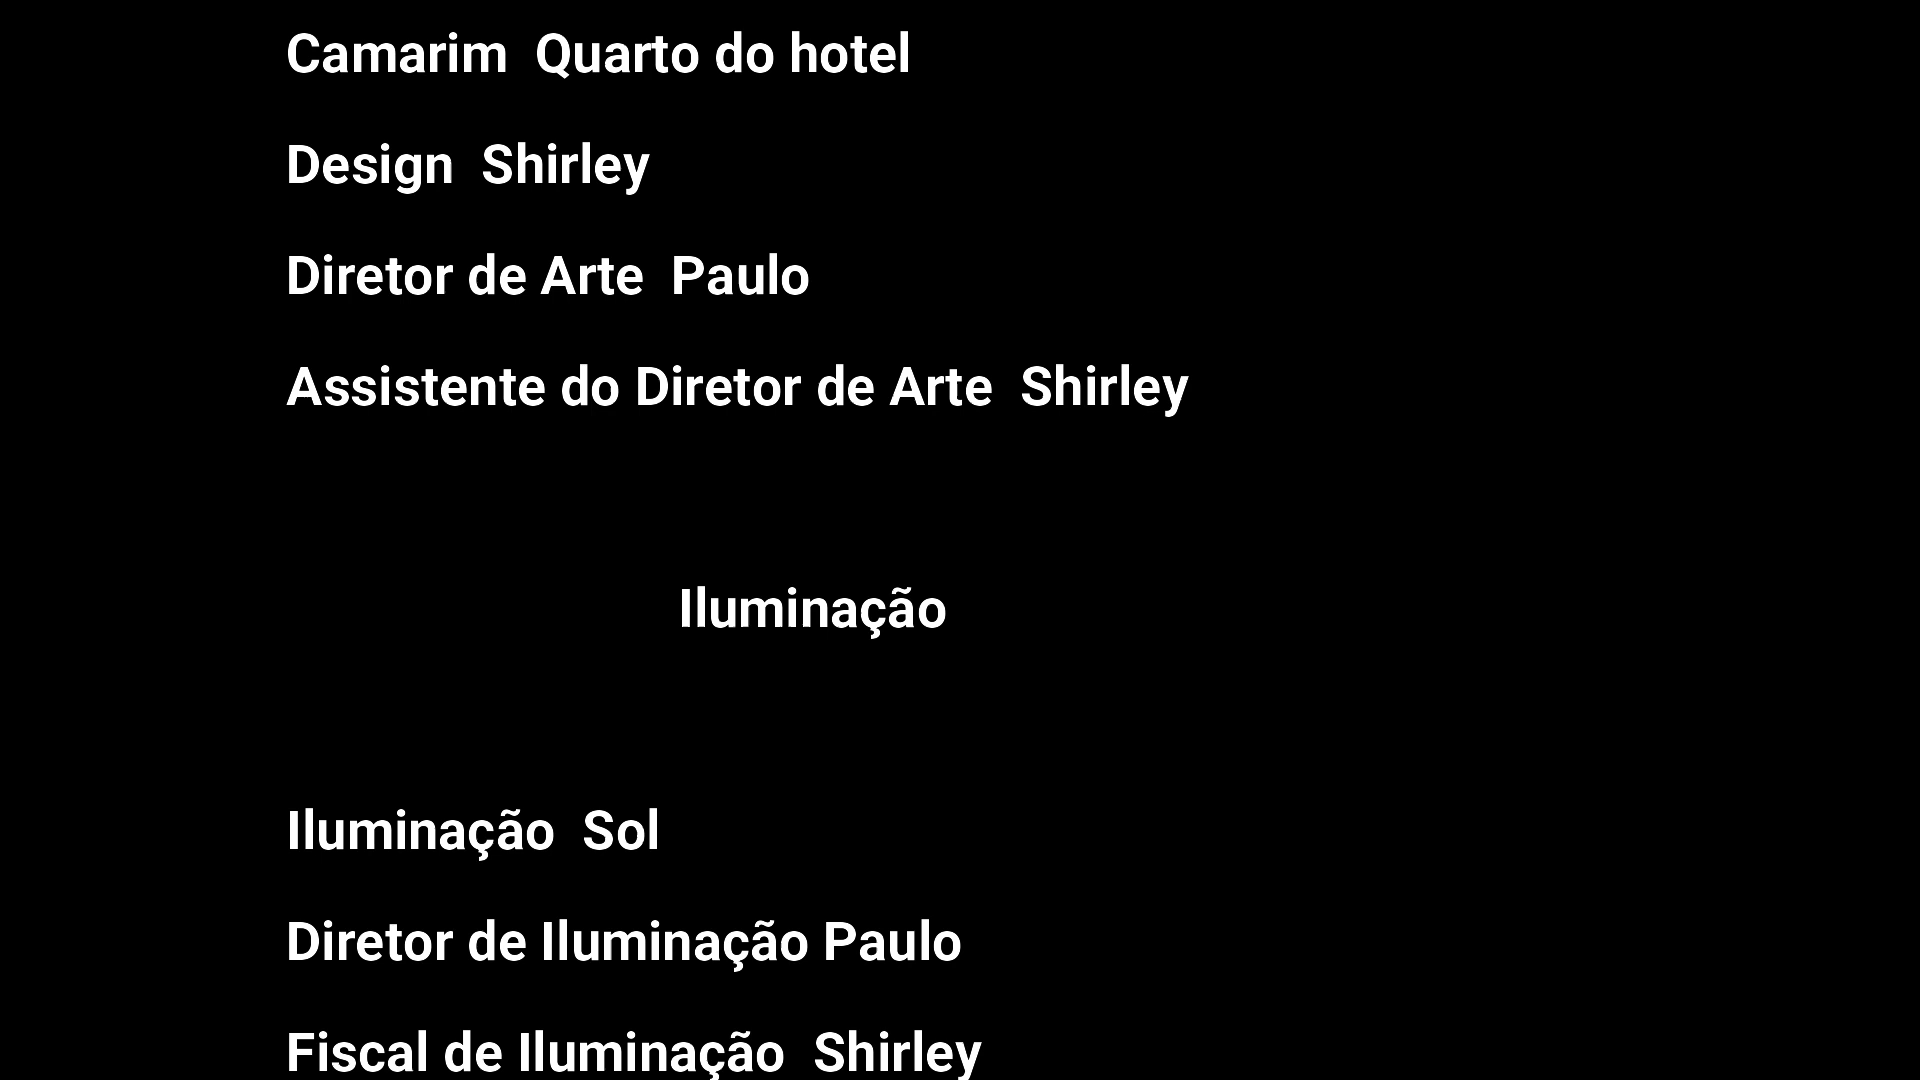 Camarim  Quarto do hotel
Design  Shirley
Diretor de Arte  Paulo
Assistente do Diretor de Arte  Shirley
Iluminação
Iluminação  Sol
Diretor de Iluminação Paulo
Fiscal de Iluminação  Shirley